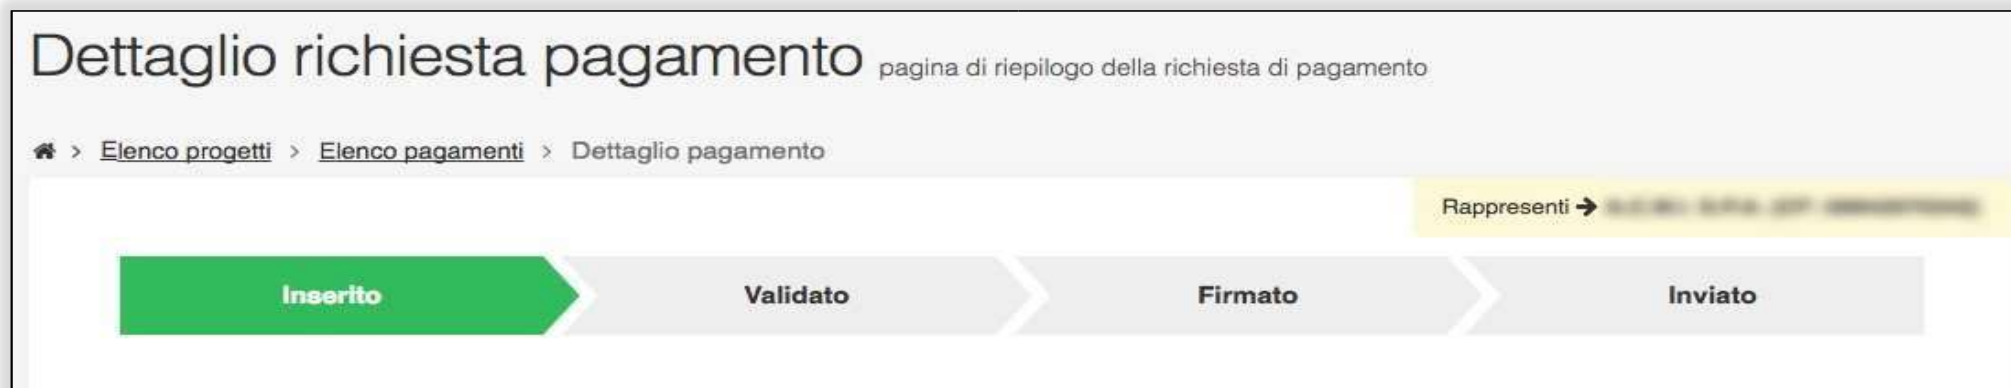 Dettaglio richiesta pagamento pagina di riepilogo della richiesta di pagamento
> Elenco progetti > Elenco pagamenti > Dettaglio pagamento
Rappresenti →
Inserito Validato Firmato Inviato